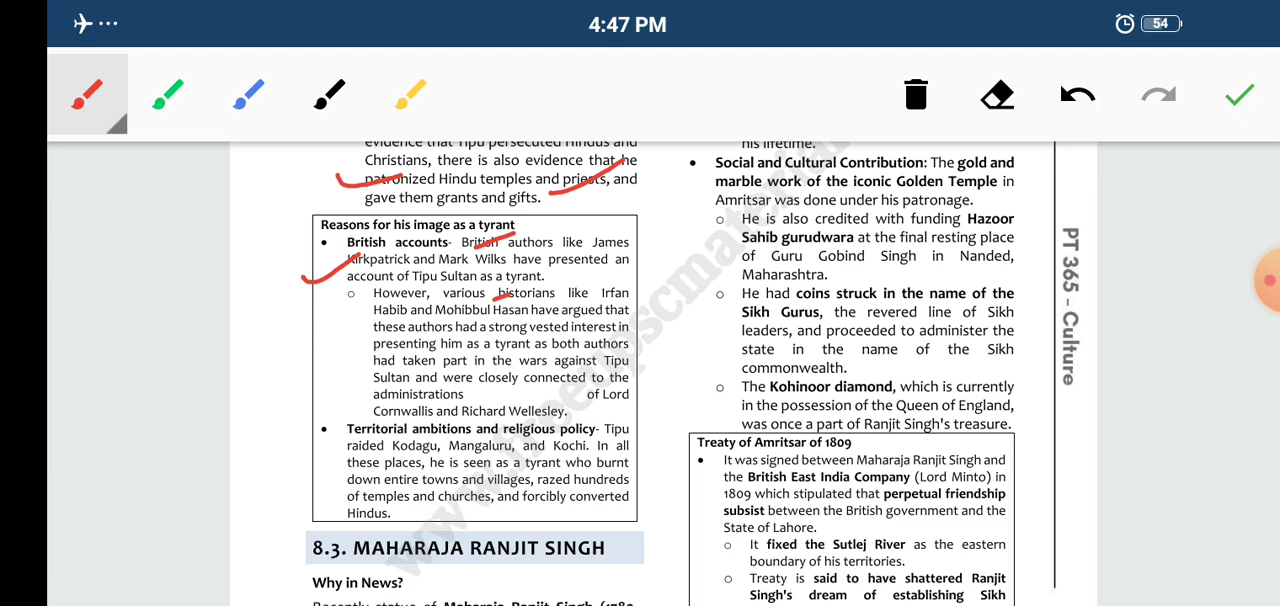 4:47 PM
54
evidence that Tipu persecuted Hindus and
Christians, there is also evidence that he
patronized Hindu temples and priests, and
gave them grants and gifts.
Reasons for his image as a tyrant
• British accounts- British authors like James
Kirkpatrick and Mark Wilks have presented an
account of Tipu Sultan as a tyrant.
o However, various historians like Irfan
Habib and Mohibbul Hasan have argued that
these authors had a strong vested interest in
presenting him as a tyrant as both authors
had taken part in the wars against Tipu
Sultan and were closely connected to the
administrations of Lord
Cornwallis and Richard Wellesley.
• Territorial ambitions and religious policy- Tipu
raided Kodagu, Mangaluru, and Kochi. In all
these places, he is seen as a tyrant who burnt
down entire towns and villages, razed hundreds
of temples and churches, and forcibly converted
Hindus.
8.3. MAHARAJA RANJIT SINGH
Why in News?
Recently statue of Maharaja Ranjit Singh (1780-
his lifetime.
• Social and Cultural Contribution: The gold and
marble work of the iconic Golden Temple in
Amritsar was done under his patronage.
o He is also credited with funding Hazoor
Sahib gurudwara at the final resting place
of Guru Gobind Singh in Nanded,
Maharashtra.
o He had coins struck in the name of the
Sikh Gurus, the revered line of Sikh
leaders, and proceeded to administer the
state in the name of the Sikh
commonwealth.
o The Kohinoor diamond, which is currently
in the possession of the Queen of England,
was once a part of Ranjit Singh's treasure.
Treaty of Amritsar of 1809
• It was signed between Maharaja Ranjit Singh and
the British East India Company (Lord Minto) in
1809 which stipulated that perpetual friendship
subsist between the British government and the
State of Lahore.
o It fixed the Sutlej River as the eastern
boundary of his territories.
o Treaty is said to have shattered Ranjit
Singh's dream of establishing Sikh
PT 365 - Culture
www.freeupscmaterial